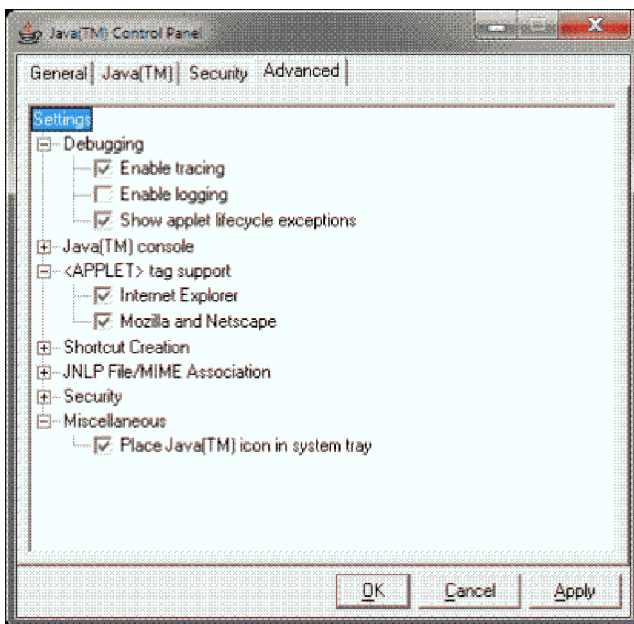 Java(TM) Control Panel
General Java(TM) Security Advanced
Settings
Debugging
Enable tracing
Enable logging
Show applet lifecycle exceptions
Java(TM) console
<APPLET> tag support
Internet Explorer
Mozilla and Netscape
Shortcut Creation
JNLP File/MIME Association
Security
Miscellaneous
Place Java(TM) icon in system tray
OK Cancel Apply